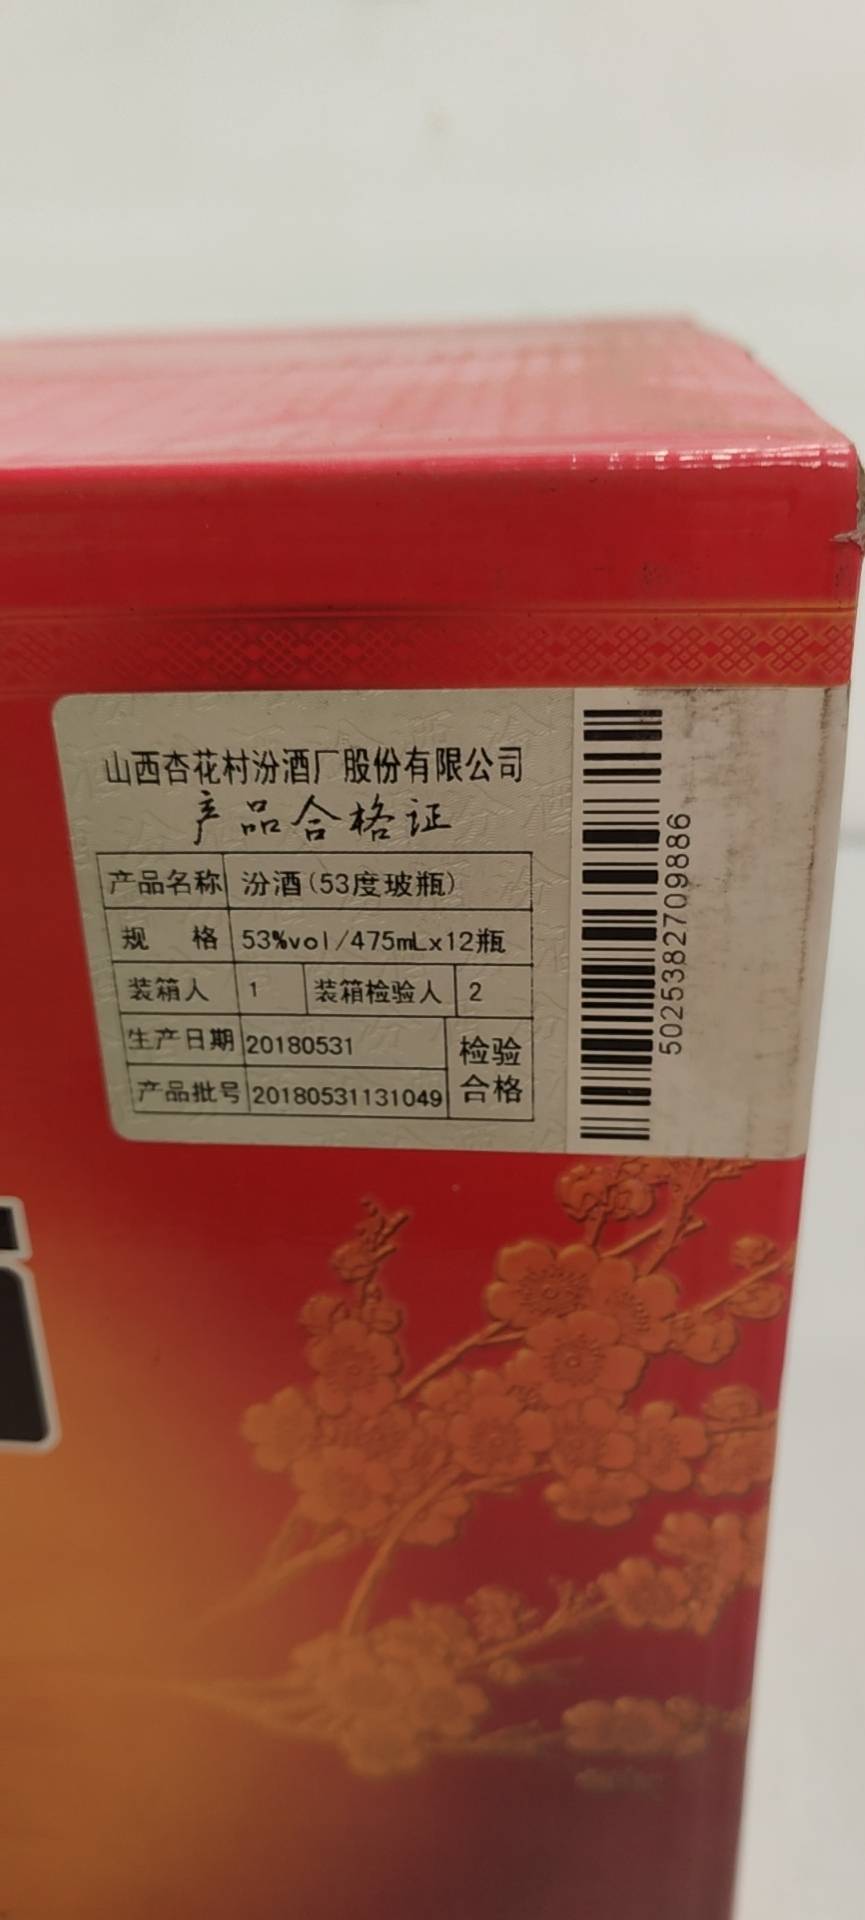 山西杏花村汾酒厂股份有限公司
产品合格证
产品名称 汾酒(53度玻瓶)
规 格 53%vol/475mLx12瓶
装箱人 1 装箱检验人 2
生产日期 20180531 检验
产品批号 20180531131049 合格
5025382709886